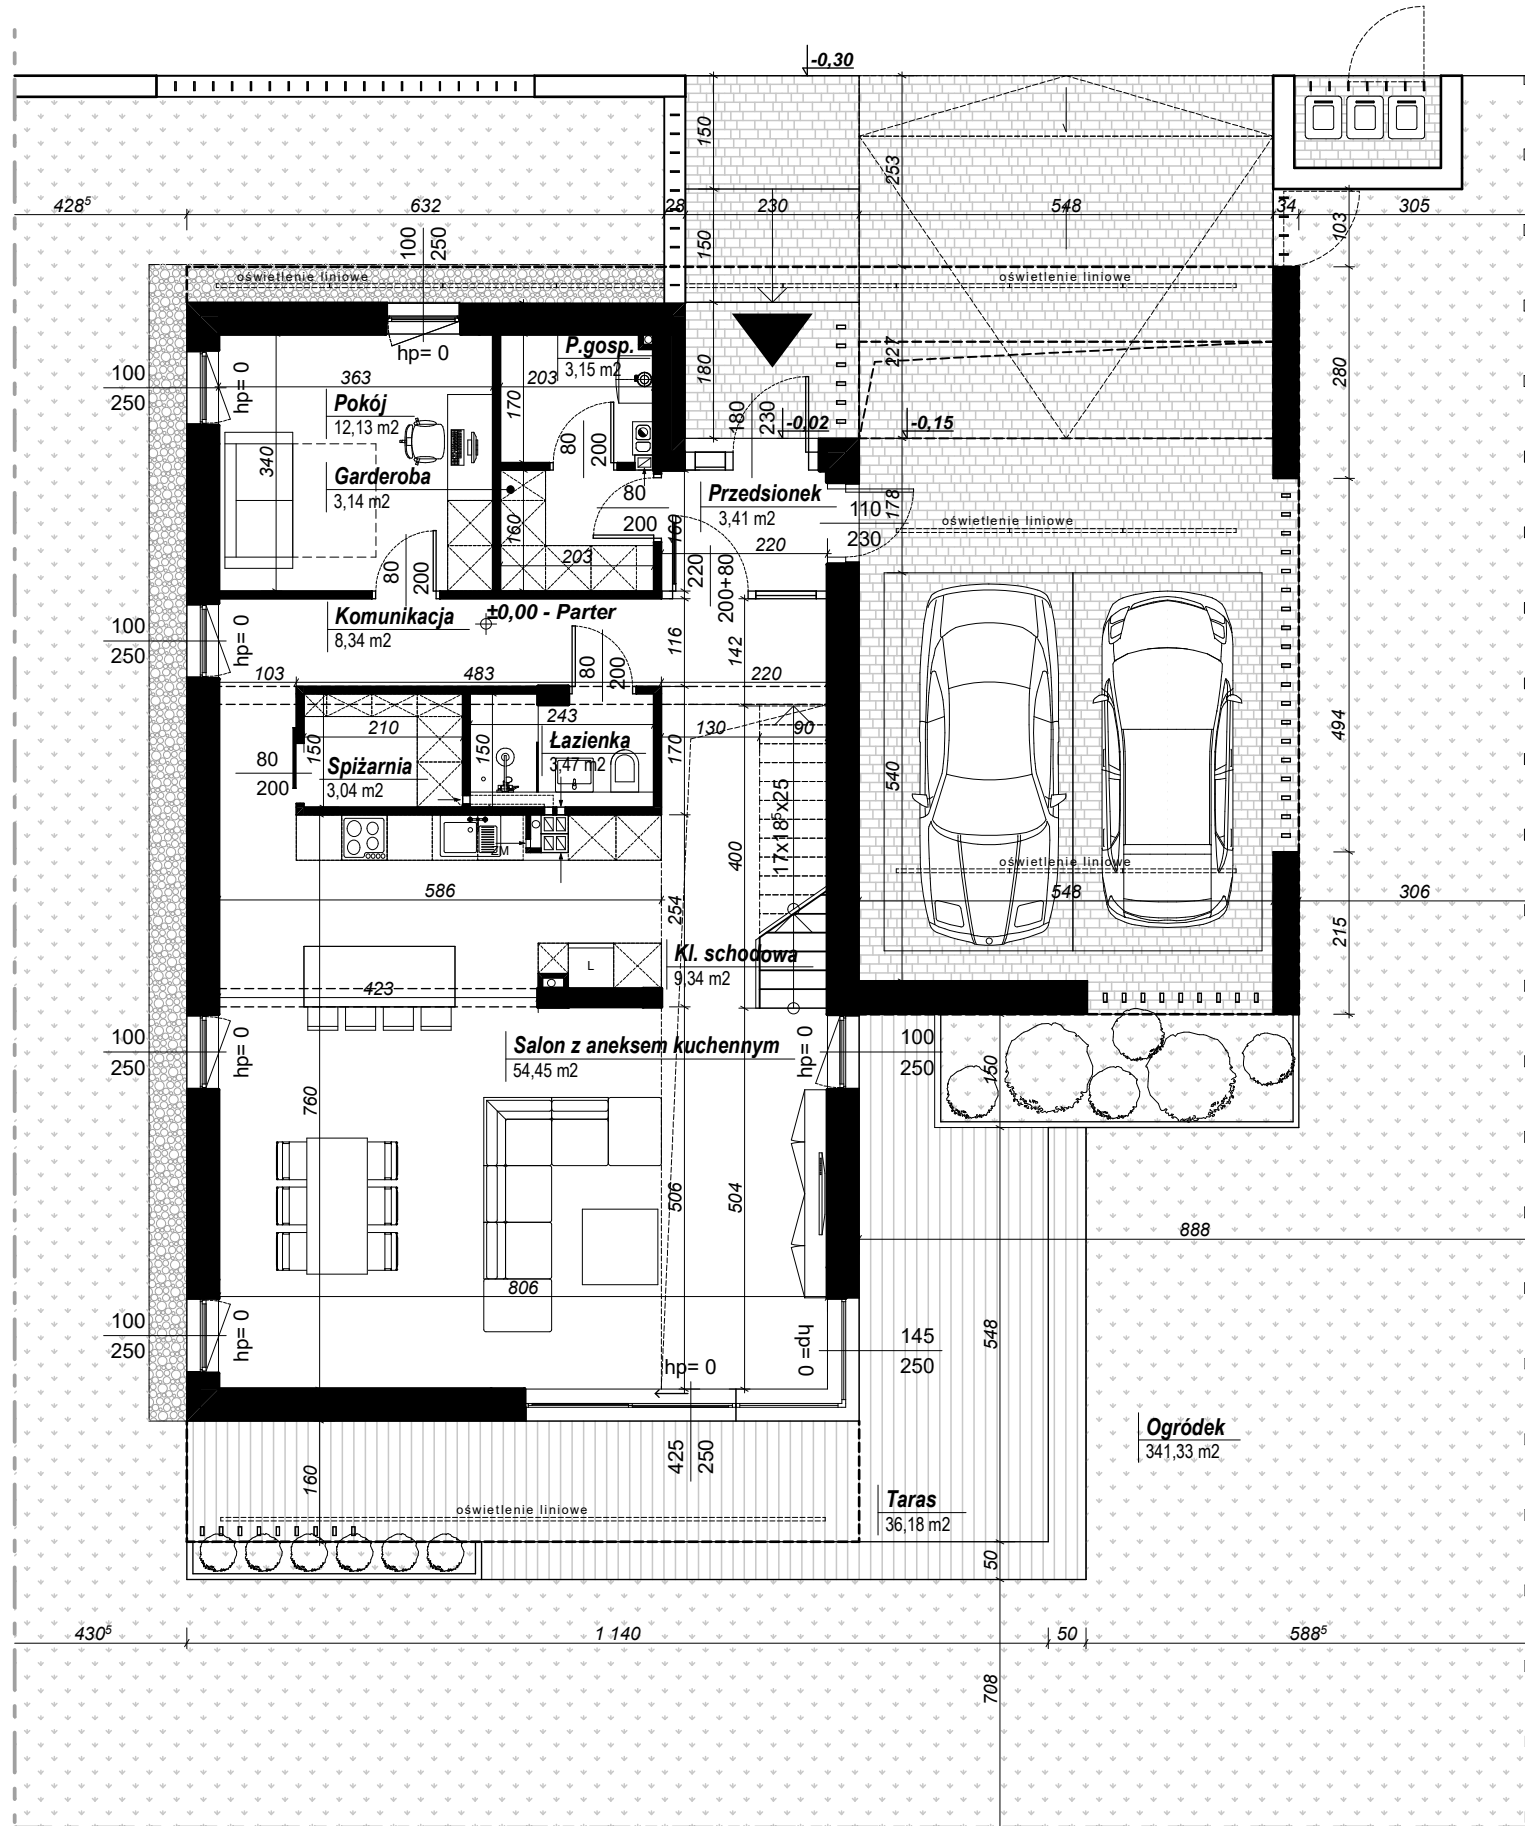 -0,30
150
253
428⁵
632
28
230
548
34
305
103
100
250
150
oświetlenie liniowe
oświetlenie liniowe
hp= 0
P.gosp.
3,15 m2
180
227
280
100
250
hp= 0
363
203
170
Pokój
12,13 m2
80
200
180
230
-0,02
-0,15
340
Garderoba
3,14 m2
80
200
Przedsionek
3,41 m2
110
230
178
oświetlenie liniowe
160
160
203
220
80
200
220
200+80
Komunikacja
8,34 m2
±0,00 - Parter
100
250
hp= 0
116
142
80
200
103
483
220
243
210
130
90
150
150
170
Łazienka
3,47 m2
Spiżarnia
3,04 m2
80
200
494
540
17x18⁵x25
400
oświetlenie liniowe
586
548
306
254
215
Kl. schodowa
9,34 m2
L
423
Salon z aneksem kuchennym
54,45 m2
100
250
hp= 0
hp= 0
100
250
150
760
506
504
888
806
100
250
hp= 0
hp= 0
145
250
548
hp= 0
425
250
Ogródek
341,33 m2
160
Taras
36,18 m2
oświetlenie liniowe
50
430⁵
1 140
50
588⁵
708